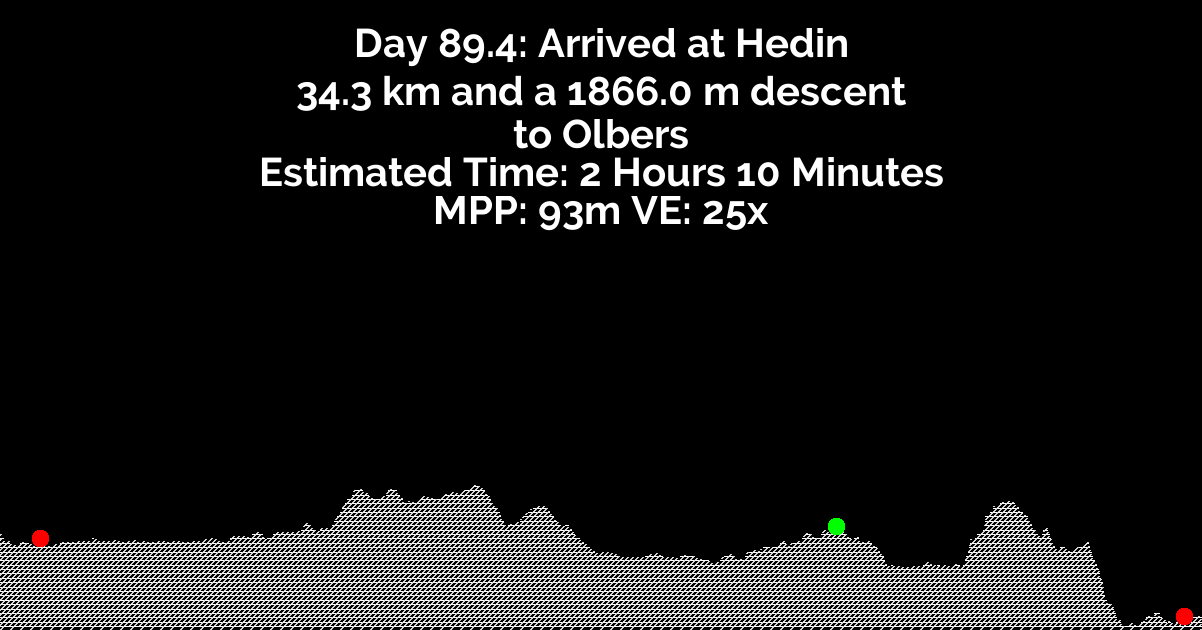 Day 89.4: Arrived at Hedin
34.3 km and a 1866.0 m descent
to Olbers
Estimated Time: 2 Hours 10 Minutes
MPP: 93m VE: 25x